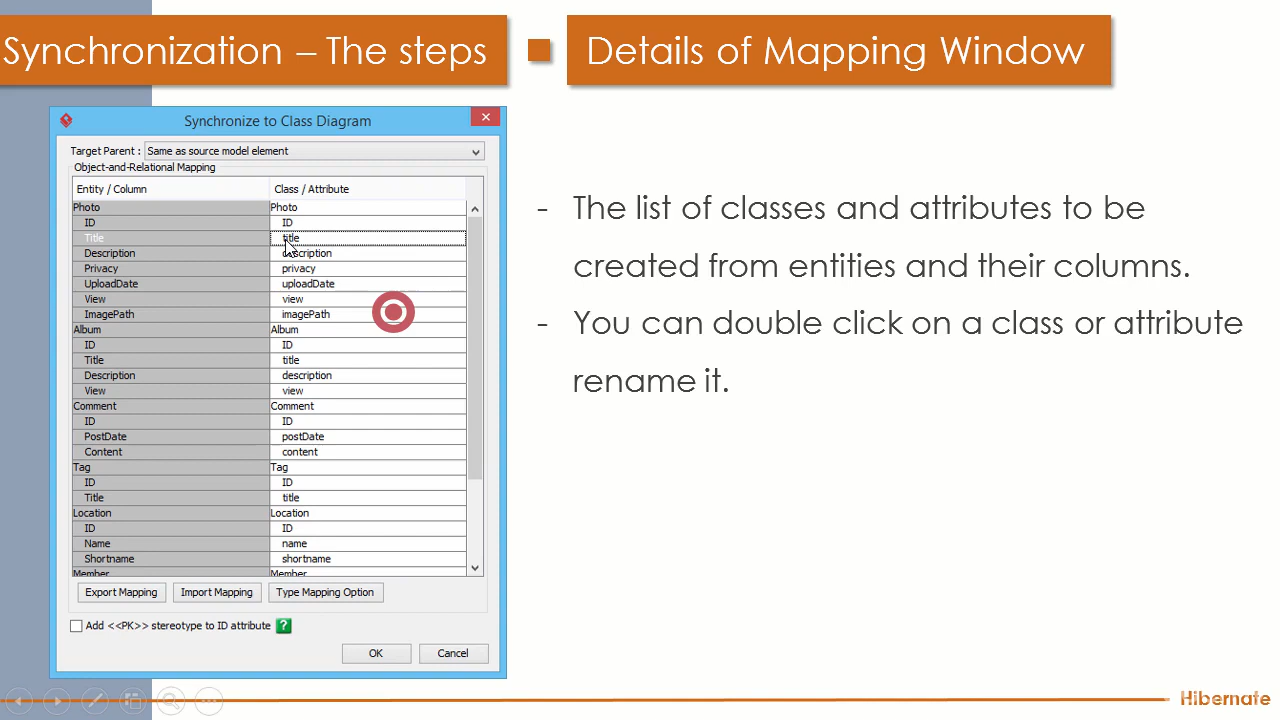 Synchronization – The steps
Details of Mapping Window
Synchronize to Class Diagram
Target Parent : Same as source model element
Object-and-Relational Mapping
Entity / Column Class / Attribute
Photo Photo
ID ID
Title title
Description description
Privacy privacy
UploadDate uploadDate
View view
ImagePath imagePath
Album Album
ID ID
Title title
Description description
View view
Comment Comment
ID ID
PostDate postDate
Content content
Tag Tag
ID ID
Title title
Location Location
ID ID
Name name
Shortname shortname
Member Member
Export Mapping Import Mapping Type Mapping Option
Add <<PK>> stereotype to ID attribute ?
OK Cancel
- The list of classes and attributes to be
created from entities and their columns.
- You can double click on a class or attribute
rename it.
Hibernate